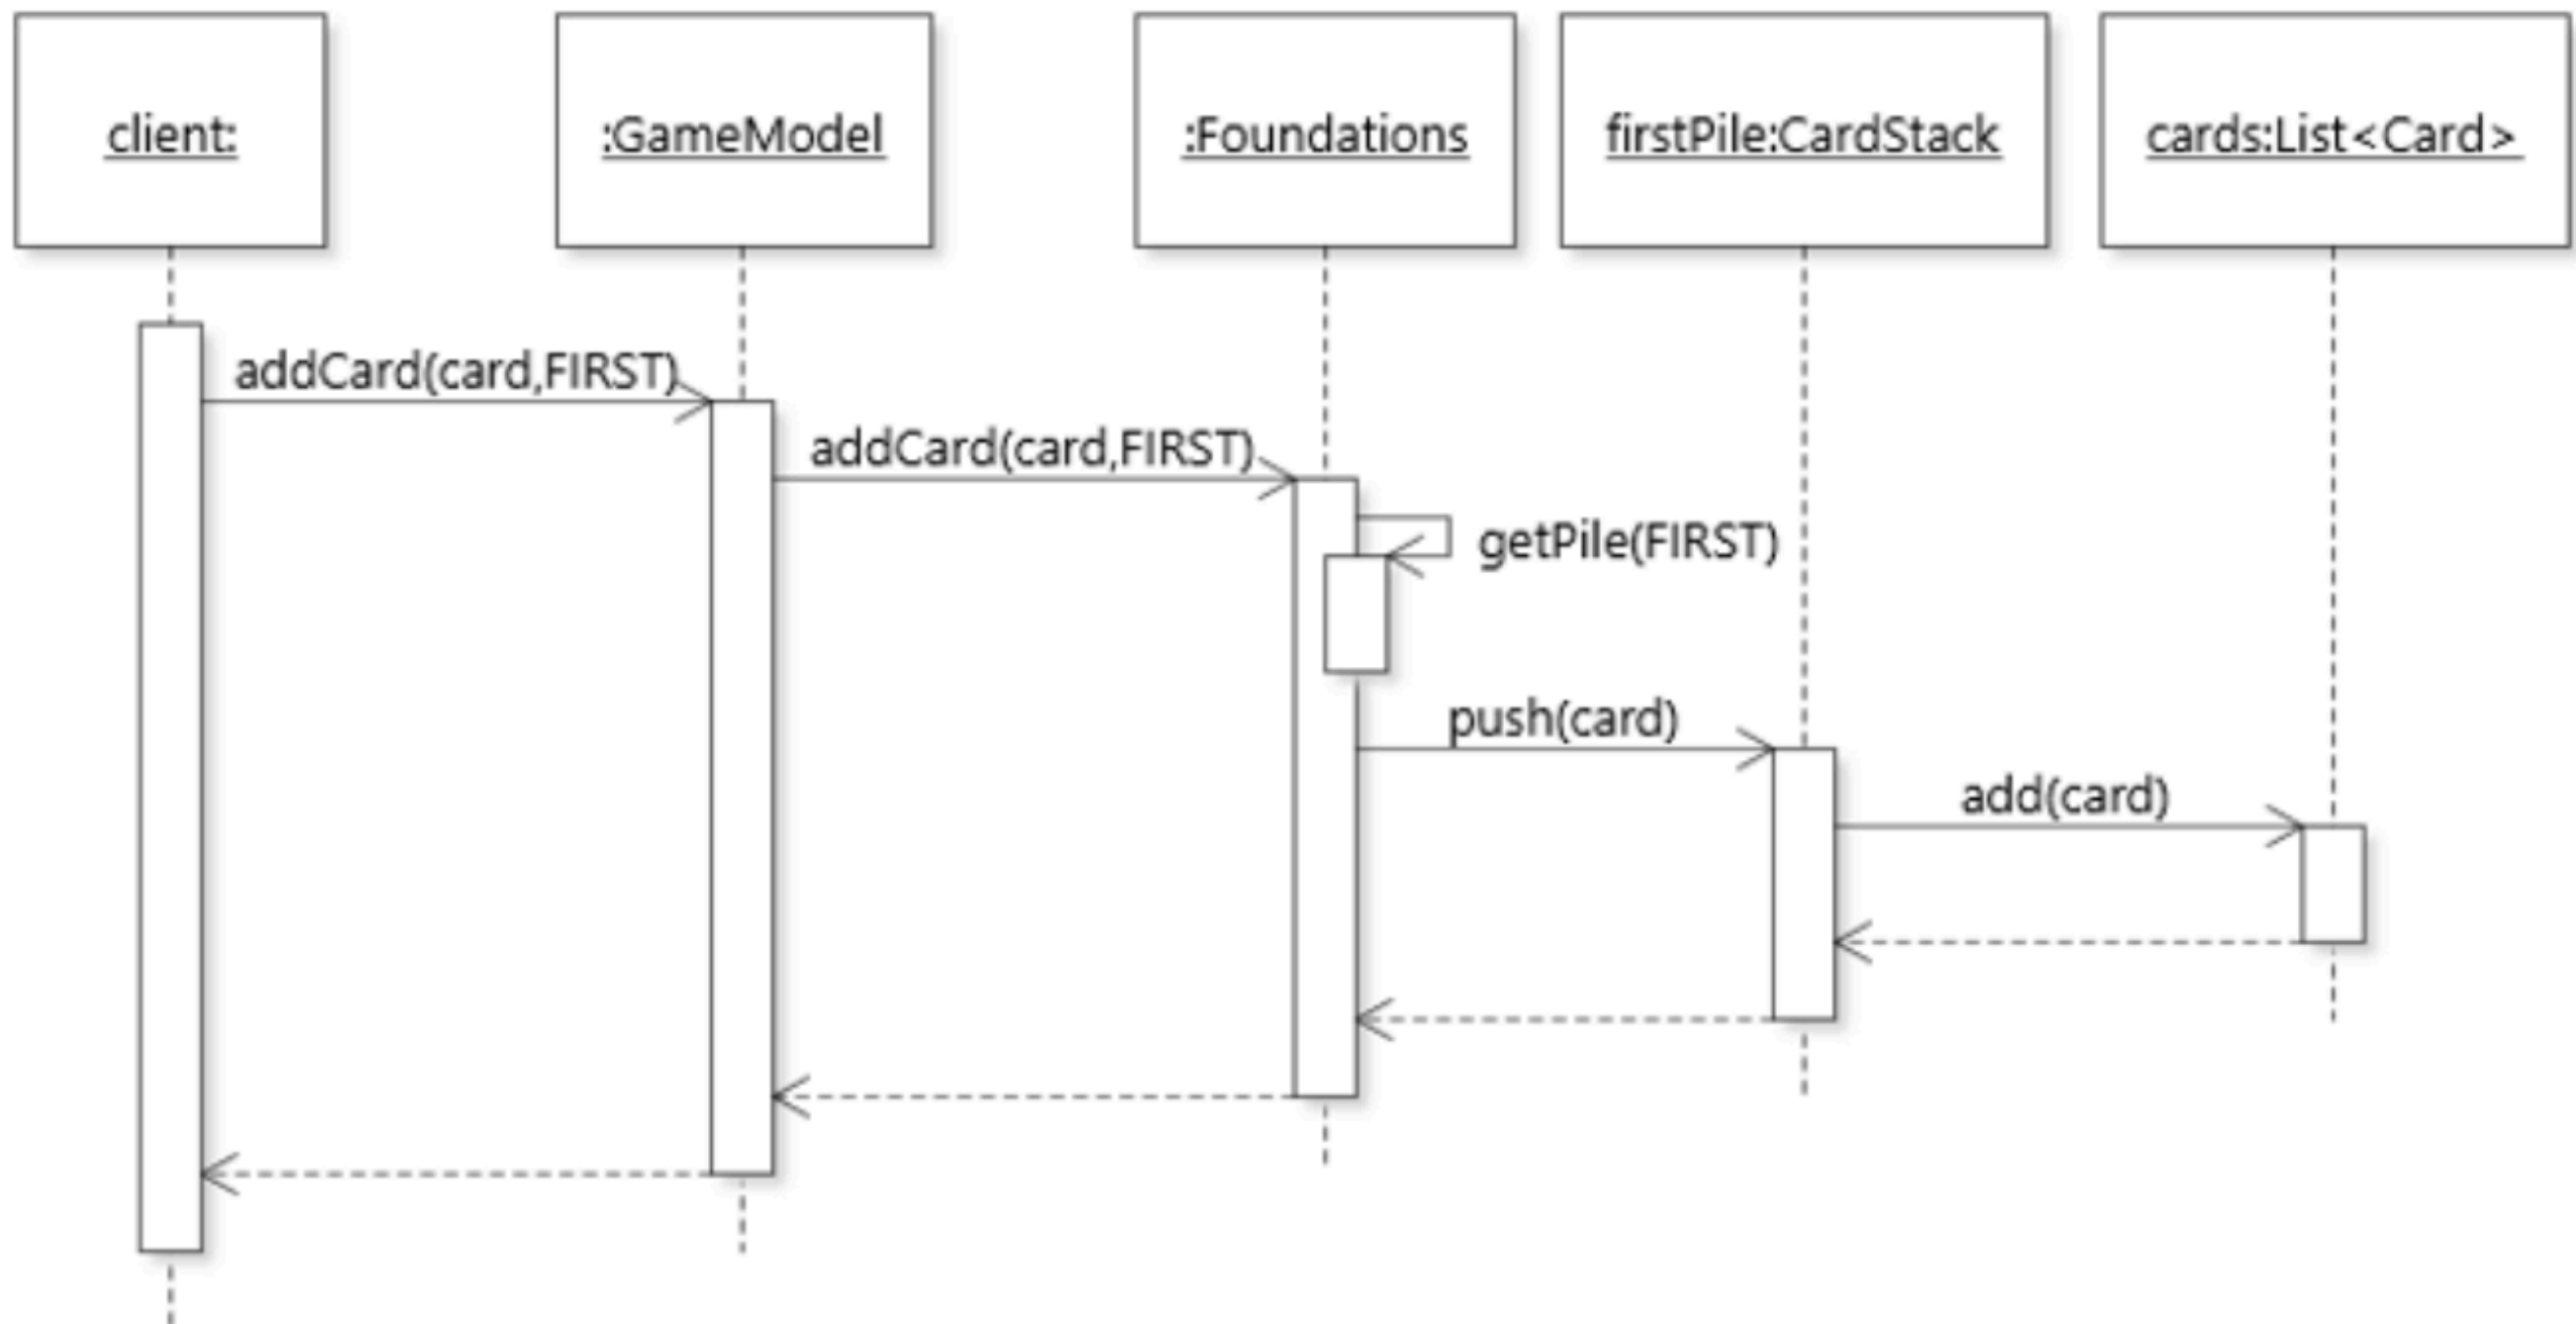 client:
:GameModel
:Foundations
firstPile:CardStack
cards:List<Card>
addCard(card,FIRST)
addCard(card,FIRST)
getPile(FIRST)
push(card)
add(card)